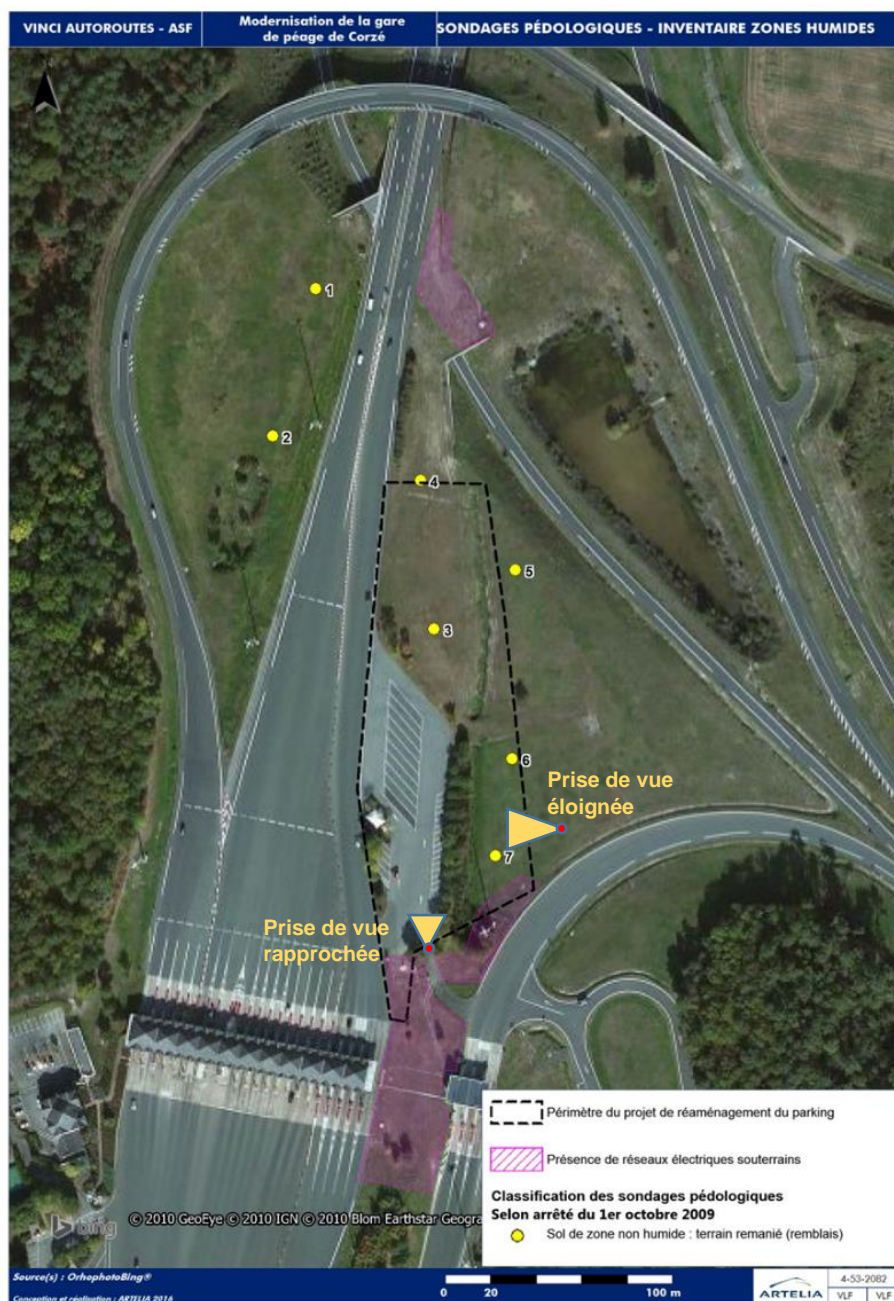 VINCI AUTOROUTES - ASF
Modernisation de la gare
de péage de Corzé
SONDAGES PÉDOLOGIQUES - INVENTAIRE ZONES HUMIDES
1
2
4
5
3
6
Prise de vue
éloignée
7
Prise de vue
rapprochée
Périmètre du projet de réaménagement du parking
Présence de réseaux électriques souterrains
Classification des sondages pédologiques
Selon arrêté du 1er octobre 2009
Sol de zone non humide : terrain remanié (remblais)
bing
© 2010 GeoEye © 2010 IGN © 2010 Blom Earthstar Geogra
Source(s) : OrhophotoBing®
Conception et réalisation : ARTELIA 2016
0 20 100 m
ARTELIA
4-53-2082
VLF VLF